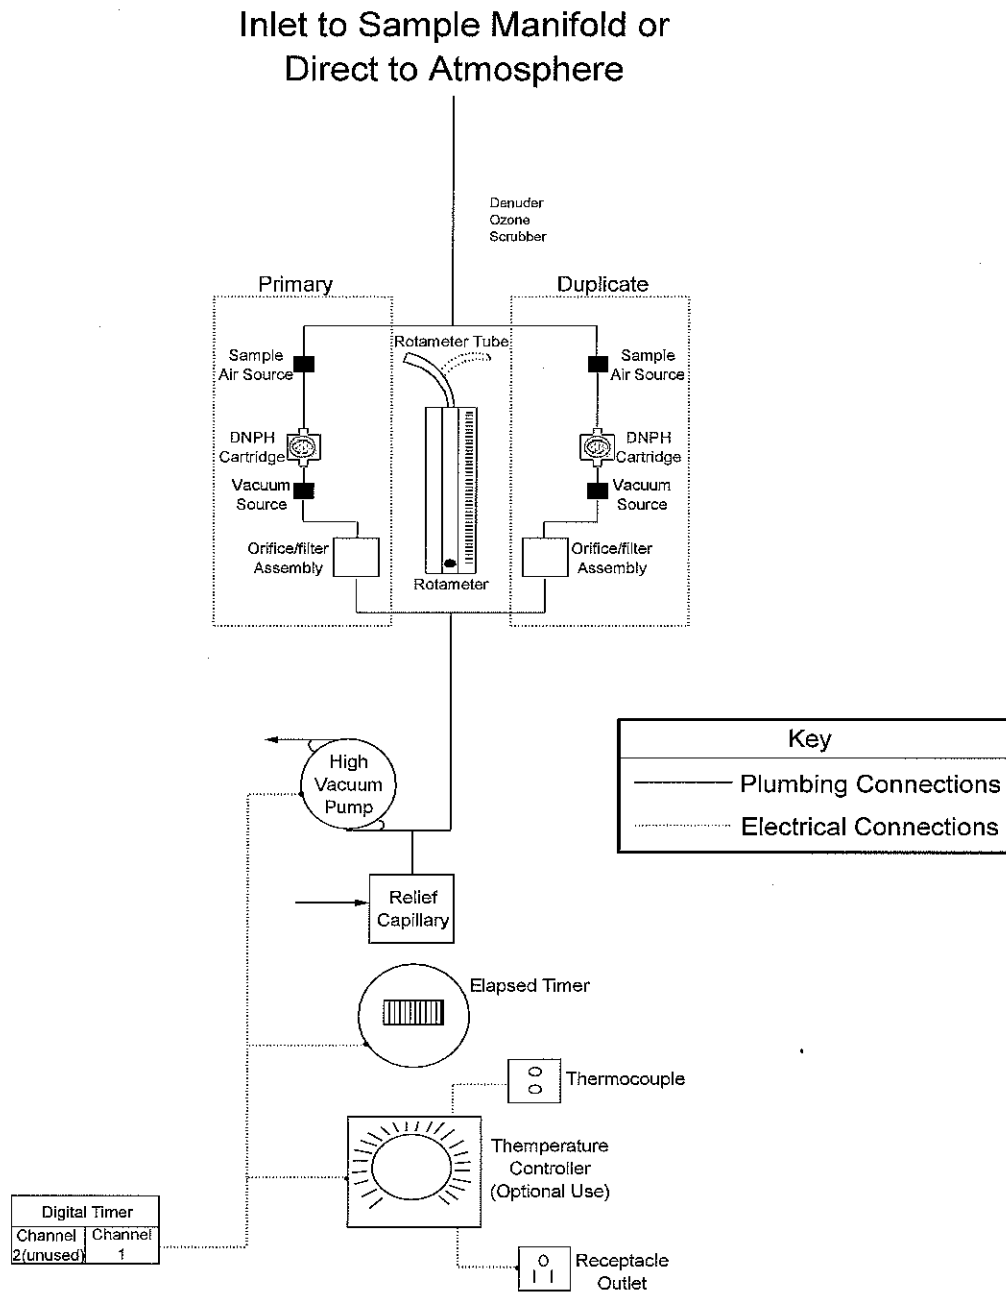 Inlet to Sample Manifold or
Direct to Atmosphere
Denuder
Ozone
Scrubber
Primary
Duplicate
Rotameter Tube
Sample
Air Source
Sample
Air Source
DNPH
Cartridge
DNPH
Cartridge
Vacuum
Source
Vacuum
Source
Orifice/filter
Assembly
Orifice/filter
Assembly
Rotameter
High
Vacuum
Pump
Key
Plumbing Connections
Electrical Connections
Relief
Capillary
Elapsed Timer
Thermocouple
Themperature
Controller
(Optional Use)
Digital Timer
Channel
2(unused)
Channel
1
Receptacle
Outlet